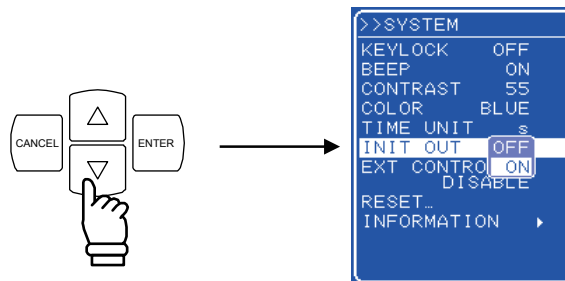 CANCEL
ENTER
>>SYSTEM
KEYLOCK OFF
BEEP ON
CONTRAST 55
COLOR BLUE
TIME UNIT s
INIT OUT OFF
EXT CONTRO ON
DISABLE
RESET…
INFORMATION